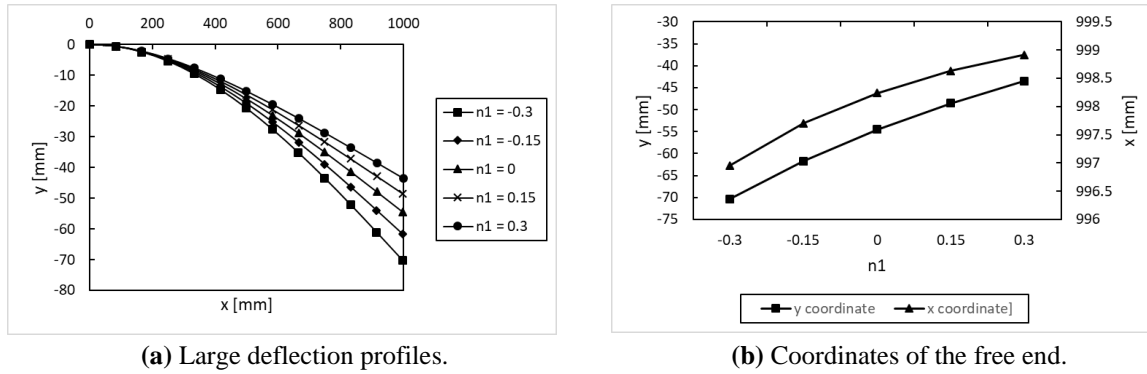 0 200 400 600 800 1000
0
-10
-20
-30
-40
-50
-60
-70
-80
y [mm]
x [mm]
n1 = -0.3
n1 = -0.15
n1 = 0
n1 = 0.15
n1 = 0.3
(a) Large deflection profiles.
-30
-35
-40
-45
-50
-55
-60
-65
-70
-75
y [mm]
999.5
999
998.5
998
997.5
997
996.5
996
x [mm]
-0.3 -0.15 0 0.15 0.3
n1
y coordinate x coordinate]
(b) Coordinates of the free end.